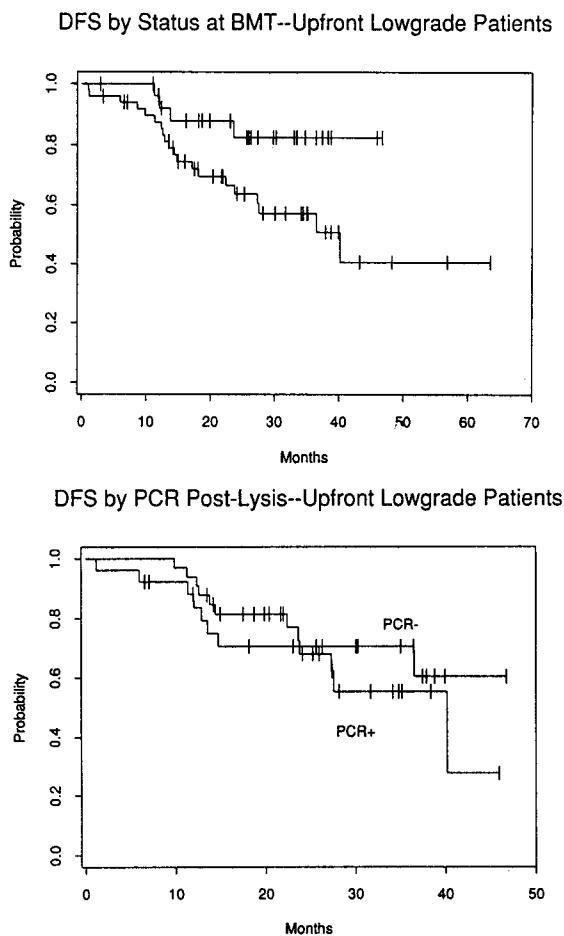 DFS by Status at BMT--Upfront Lowgrade Patients
1.0
0.8
0.6
0.4
0.2
0.0
Probability
0 10 20 30 40 50 60 70
Months
DFS by PCR Post-Lysis--Upfront Lowgrade Patients
1.0
0.8
0.6
0.4
0.2
0.0
Probability
PCR-
PCR+
0 10 20 30 40 50
Months